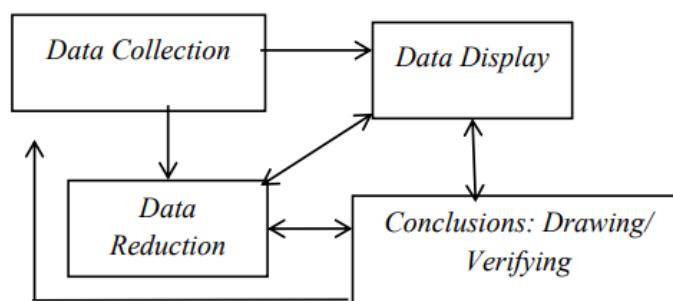 Data Collection
Data Display
Data
Reduction
Conclusions: Drawing/
Verifying